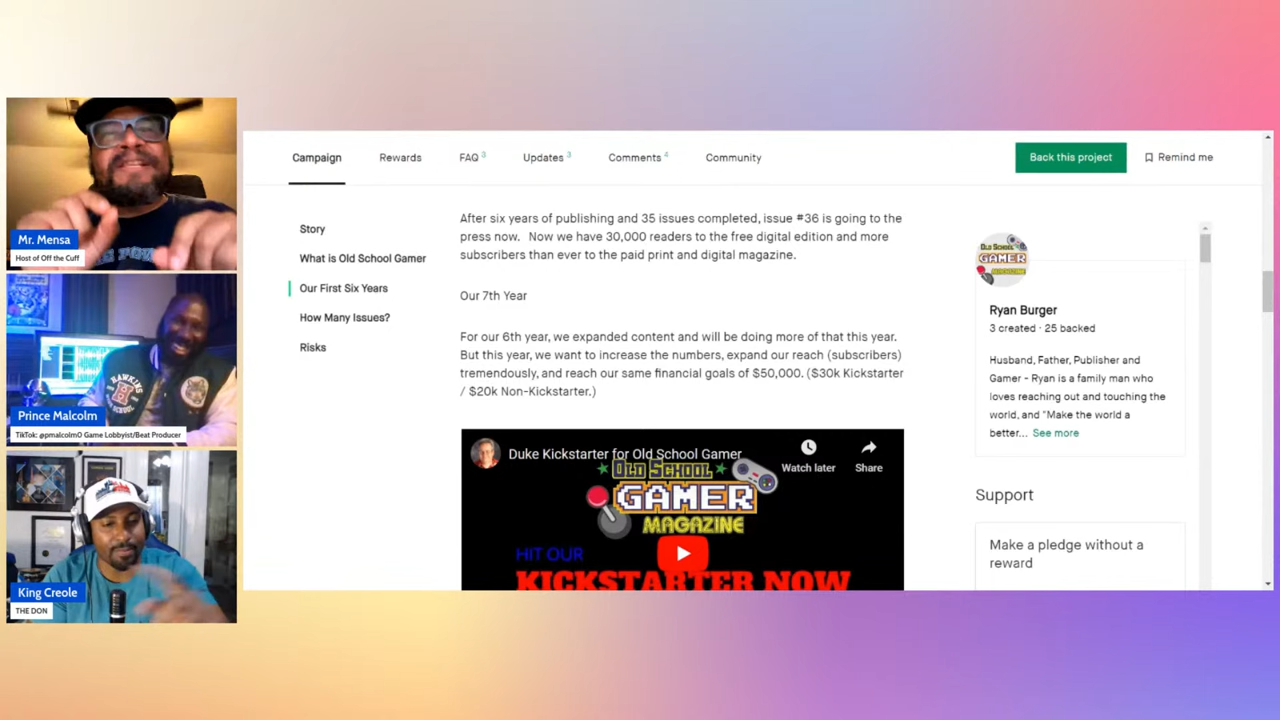 Mr. Mensa
Host of Off the Cuff
HAWKINS
Prince Malcolm
TikTok: @pmalcolm0 Game Lobbyist/Beat Producer
King Creole
THE DON
Campaign
Rewards
FAQ 3
Updates 3
Comments 4
Community
Back this project
Remind me
Story
What is Old School Gamer
Our First Six Years
How Many Issues?
Risks
After six years of publishing and 35 issues completed, issue #36 is going to the
press now. Now we have 30,000 readers to the free digital edition and more
subscribers than ever to the paid print and digital magazine.
Our 7th Year
For our 6th year, we expanded content and will be doing more of that this year.
But this year, we want to increase the numbers, expand our reach (subscribers)
tremendously, and reach our same financial goals of $50,000. ($30k Kickstarter
/ $20k Non-Kickstarter.)
Duke Kickstarter for Old School Gamer
Watch later
Share
OLD SCHOOL
GAMER
MAGAZINE
HIT OUR
KICKSTARTER NOW
OLD SCHOOL
GAMER
MAGAZINE
Ryan Burger
3 created · 25 backed
Husband, Father, Publisher and
Gamer - Ryan is a family man who
loves reaching out and touching the
world, and "Make the world a
better... See more
Support
Make a pledge without a
reward